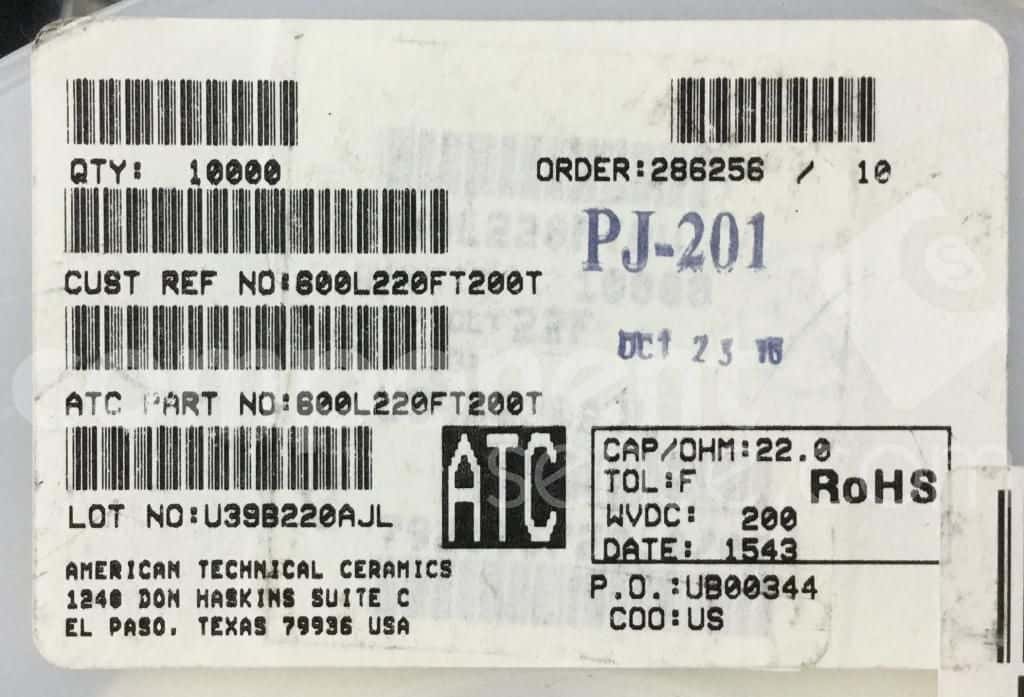 QTY: 10000
ORDER:286256 / 10
PJ-201
CUST REF NO:600L220FT200T
OCT 23
ATC PART NO:600L220FT200T
ATC
CAP/OHM:22.0
TOL:F
RoHS
WVDC: 200
DATE: 1543
LOT NO:U39B220AJL
AMERICAN TECHNICAL CERAMICS
1240 DON HASKINS SUITE C
EL PASO, TEXAS 79936 USA
P.O.:UB00344
COO:US